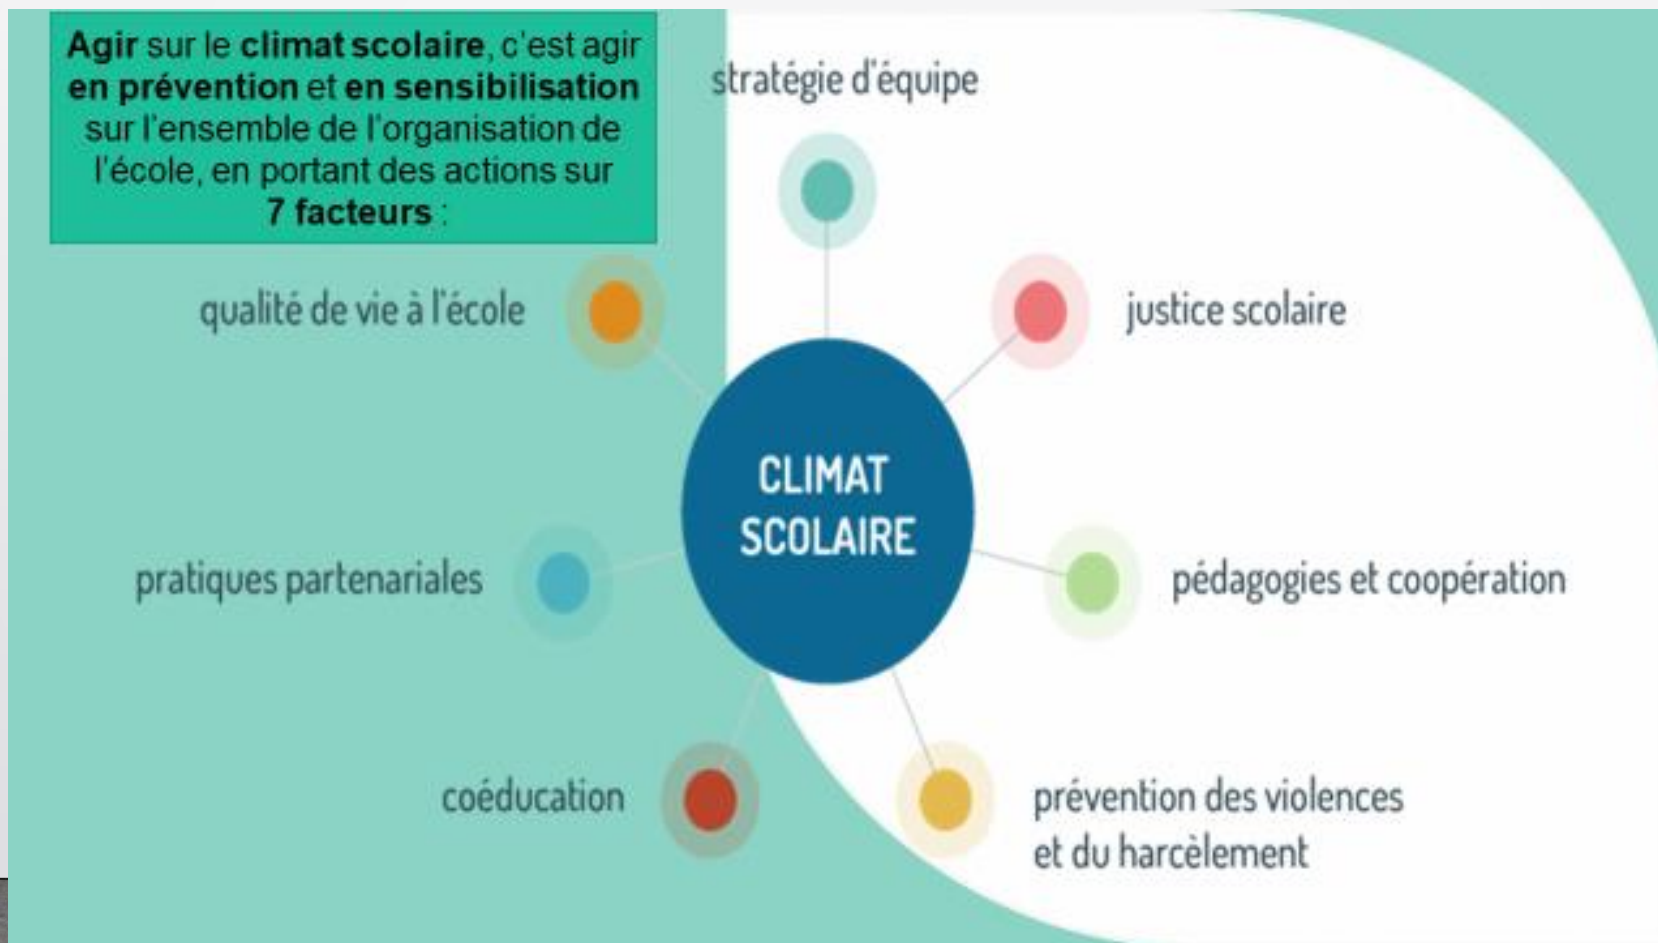 Agir sur le climat scolaire, c'est agir
en prévention et en sensibilisation
sur l'ensemble de l'organisation de
l'école, en portant des actions sur
7 facteurs :
stratégie d'équipe
qualité de vie à l'école
justice scolaire
CLIMAT
SCOLAIRE
pratiques partenariales
pédagogies et coopération
coéducation
prévention des violences
et du harcèlement